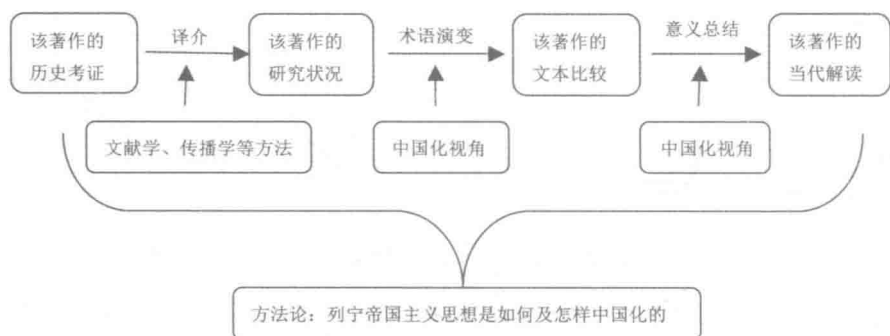 该著作的
历史考证
译介
该著作的
研究状况
术语演变
该著作的
文本比较
意义总结
该著作的
当代解读
文献学、传播学等方法
中国化视角
中国化视角
方法论：列宁帝国主义思想是如何及怎样中国化的